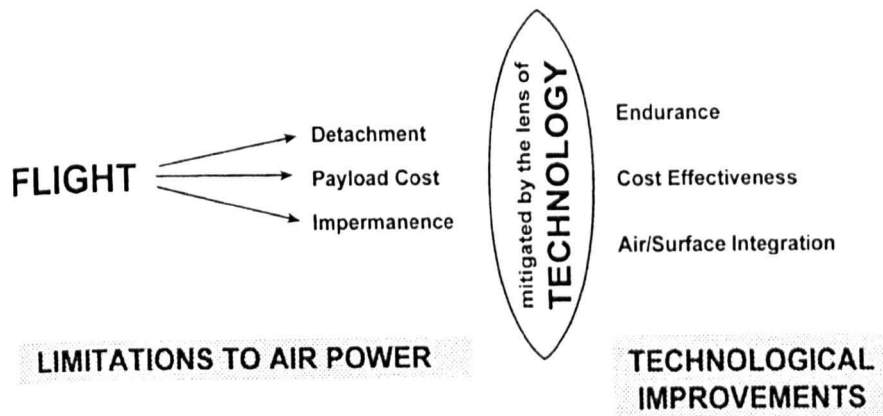 FLIGHT
Detachment
Payload Cost
Impermanence
mitigated by the lens of
TECHNOLOGY
Endurance
Cost Effectiveness
Air/Surface Integration
LIMITATIONS TO AIR POWER
TECHNOLOGICAL
IMPROVEMENTS